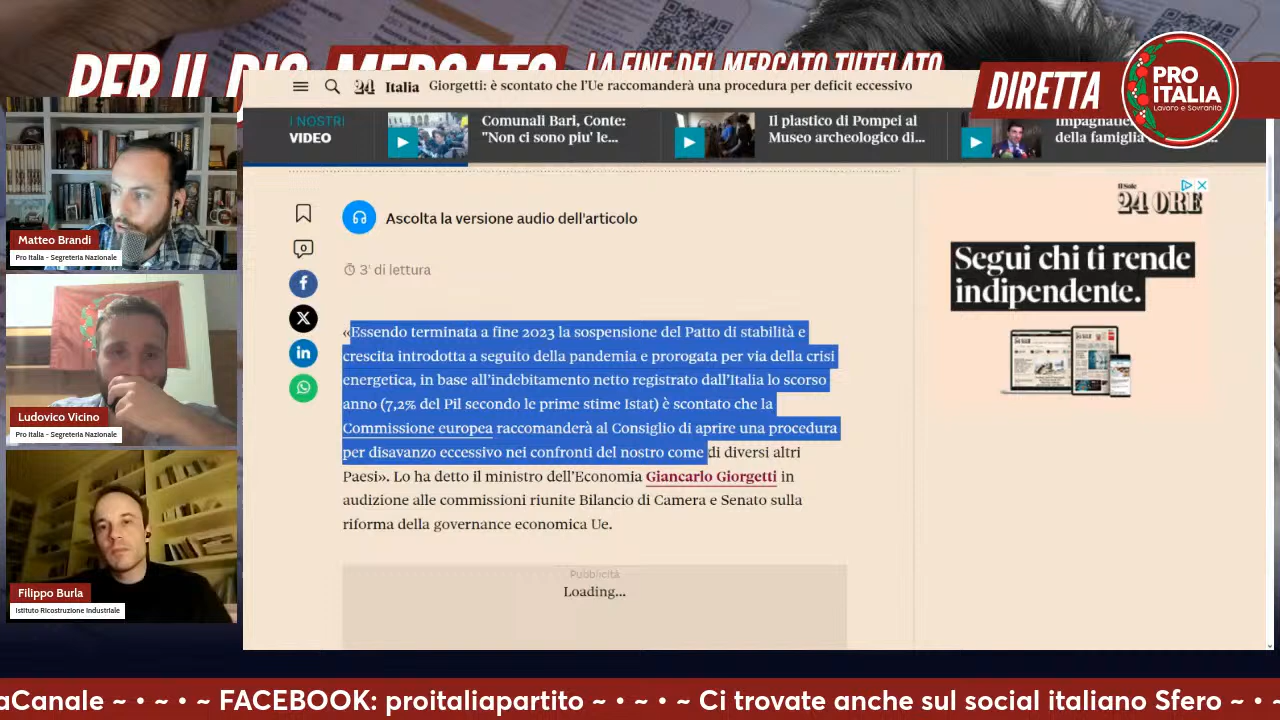 PER IL DIO MERCATO
LA FINE DEL MERCATO TUTELATO
DIRETTA
PRO
ITALIA
Lavoro e Sovranità
24 Italia Giorgetti: è scontato che l'Ue raccomanderà una procedura per deficit eccessivo
I NOSTRI
VIDEO
Comunali Bari, Conte:
"Non ci sono piu' le...
Il plastico di Pompei al
Museo archeologico di...
della famiglia
Matteo Brandi
Pro Italia - Segreteria Nazionale
Ludovico Vicino
Pro Italia - Segreteria Nazionale
Filippo Burla
Istituto Ricostruzione Industriale
Ascolta la versione audio dell'articolo
0
3' di lettura
«Essendo terminata a fine 2023 la sospensione del Patto di stabilità e
crescita introdotta a seguito della pandemia e prorogata per via della crisi
energetica, in base all'indebitamento netto registrato dall'Italia lo scorso
anno (7,2% del Pil secondo le prime stime Istat) è scontato che la
Commissione europea raccomanderà al Consiglio di aprire una procedura
per disavanzo eccessivo nei confronti del nostro come di diversi altri
Paesi». Lo ha detto il ministro dell'Economia Giancarlo Giorgetti in
audizione alle commissioni riunite Bilancio di Camera e Senato sulla
riforma della governance economica Ue.
Pubblicità
Loading...
Il Sole
24 ORE
Segui chi ti rende
indipendente.
aCanale ~ • ~ • ~ FACEBOOK: proitaliapartito ~ • ~ • ~ Ci trovate anche sul social italiano Sfero ~ • ~